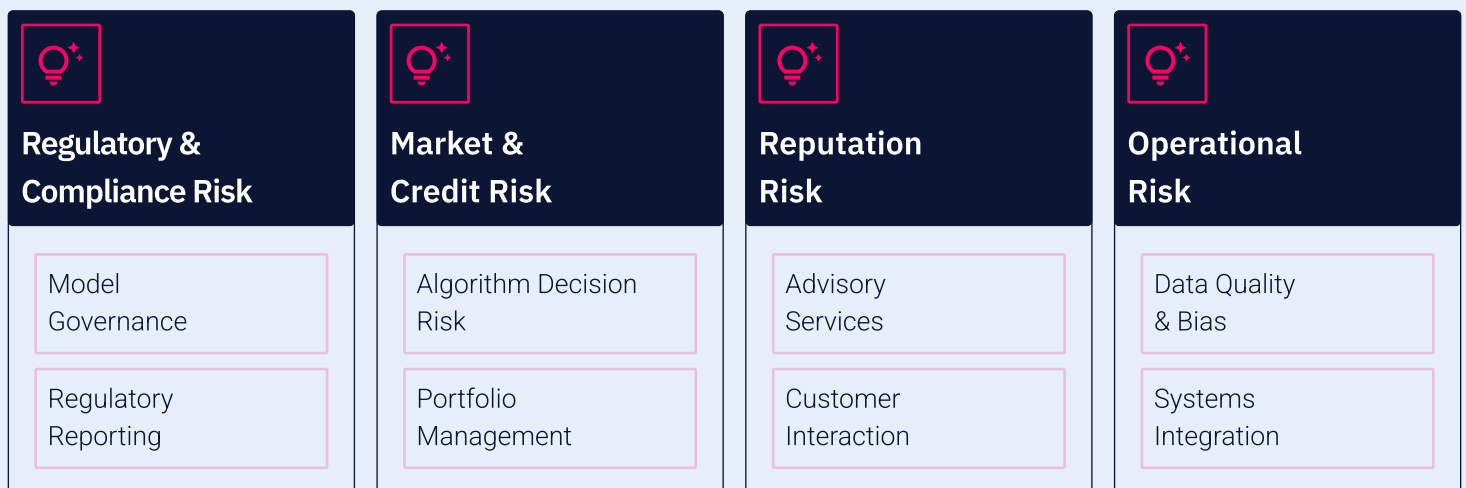 Regulatory &
Compliance Risk
Model
Governance
Regulatory
Reporting
Market &
Credit Risk
Algorithm Decision
Risk
Portfolio
Management
Reputation
Risk
Advisory
Services
Customer
Interaction
Operational
Risk
Data Quality
& Bias
Systems
Integration